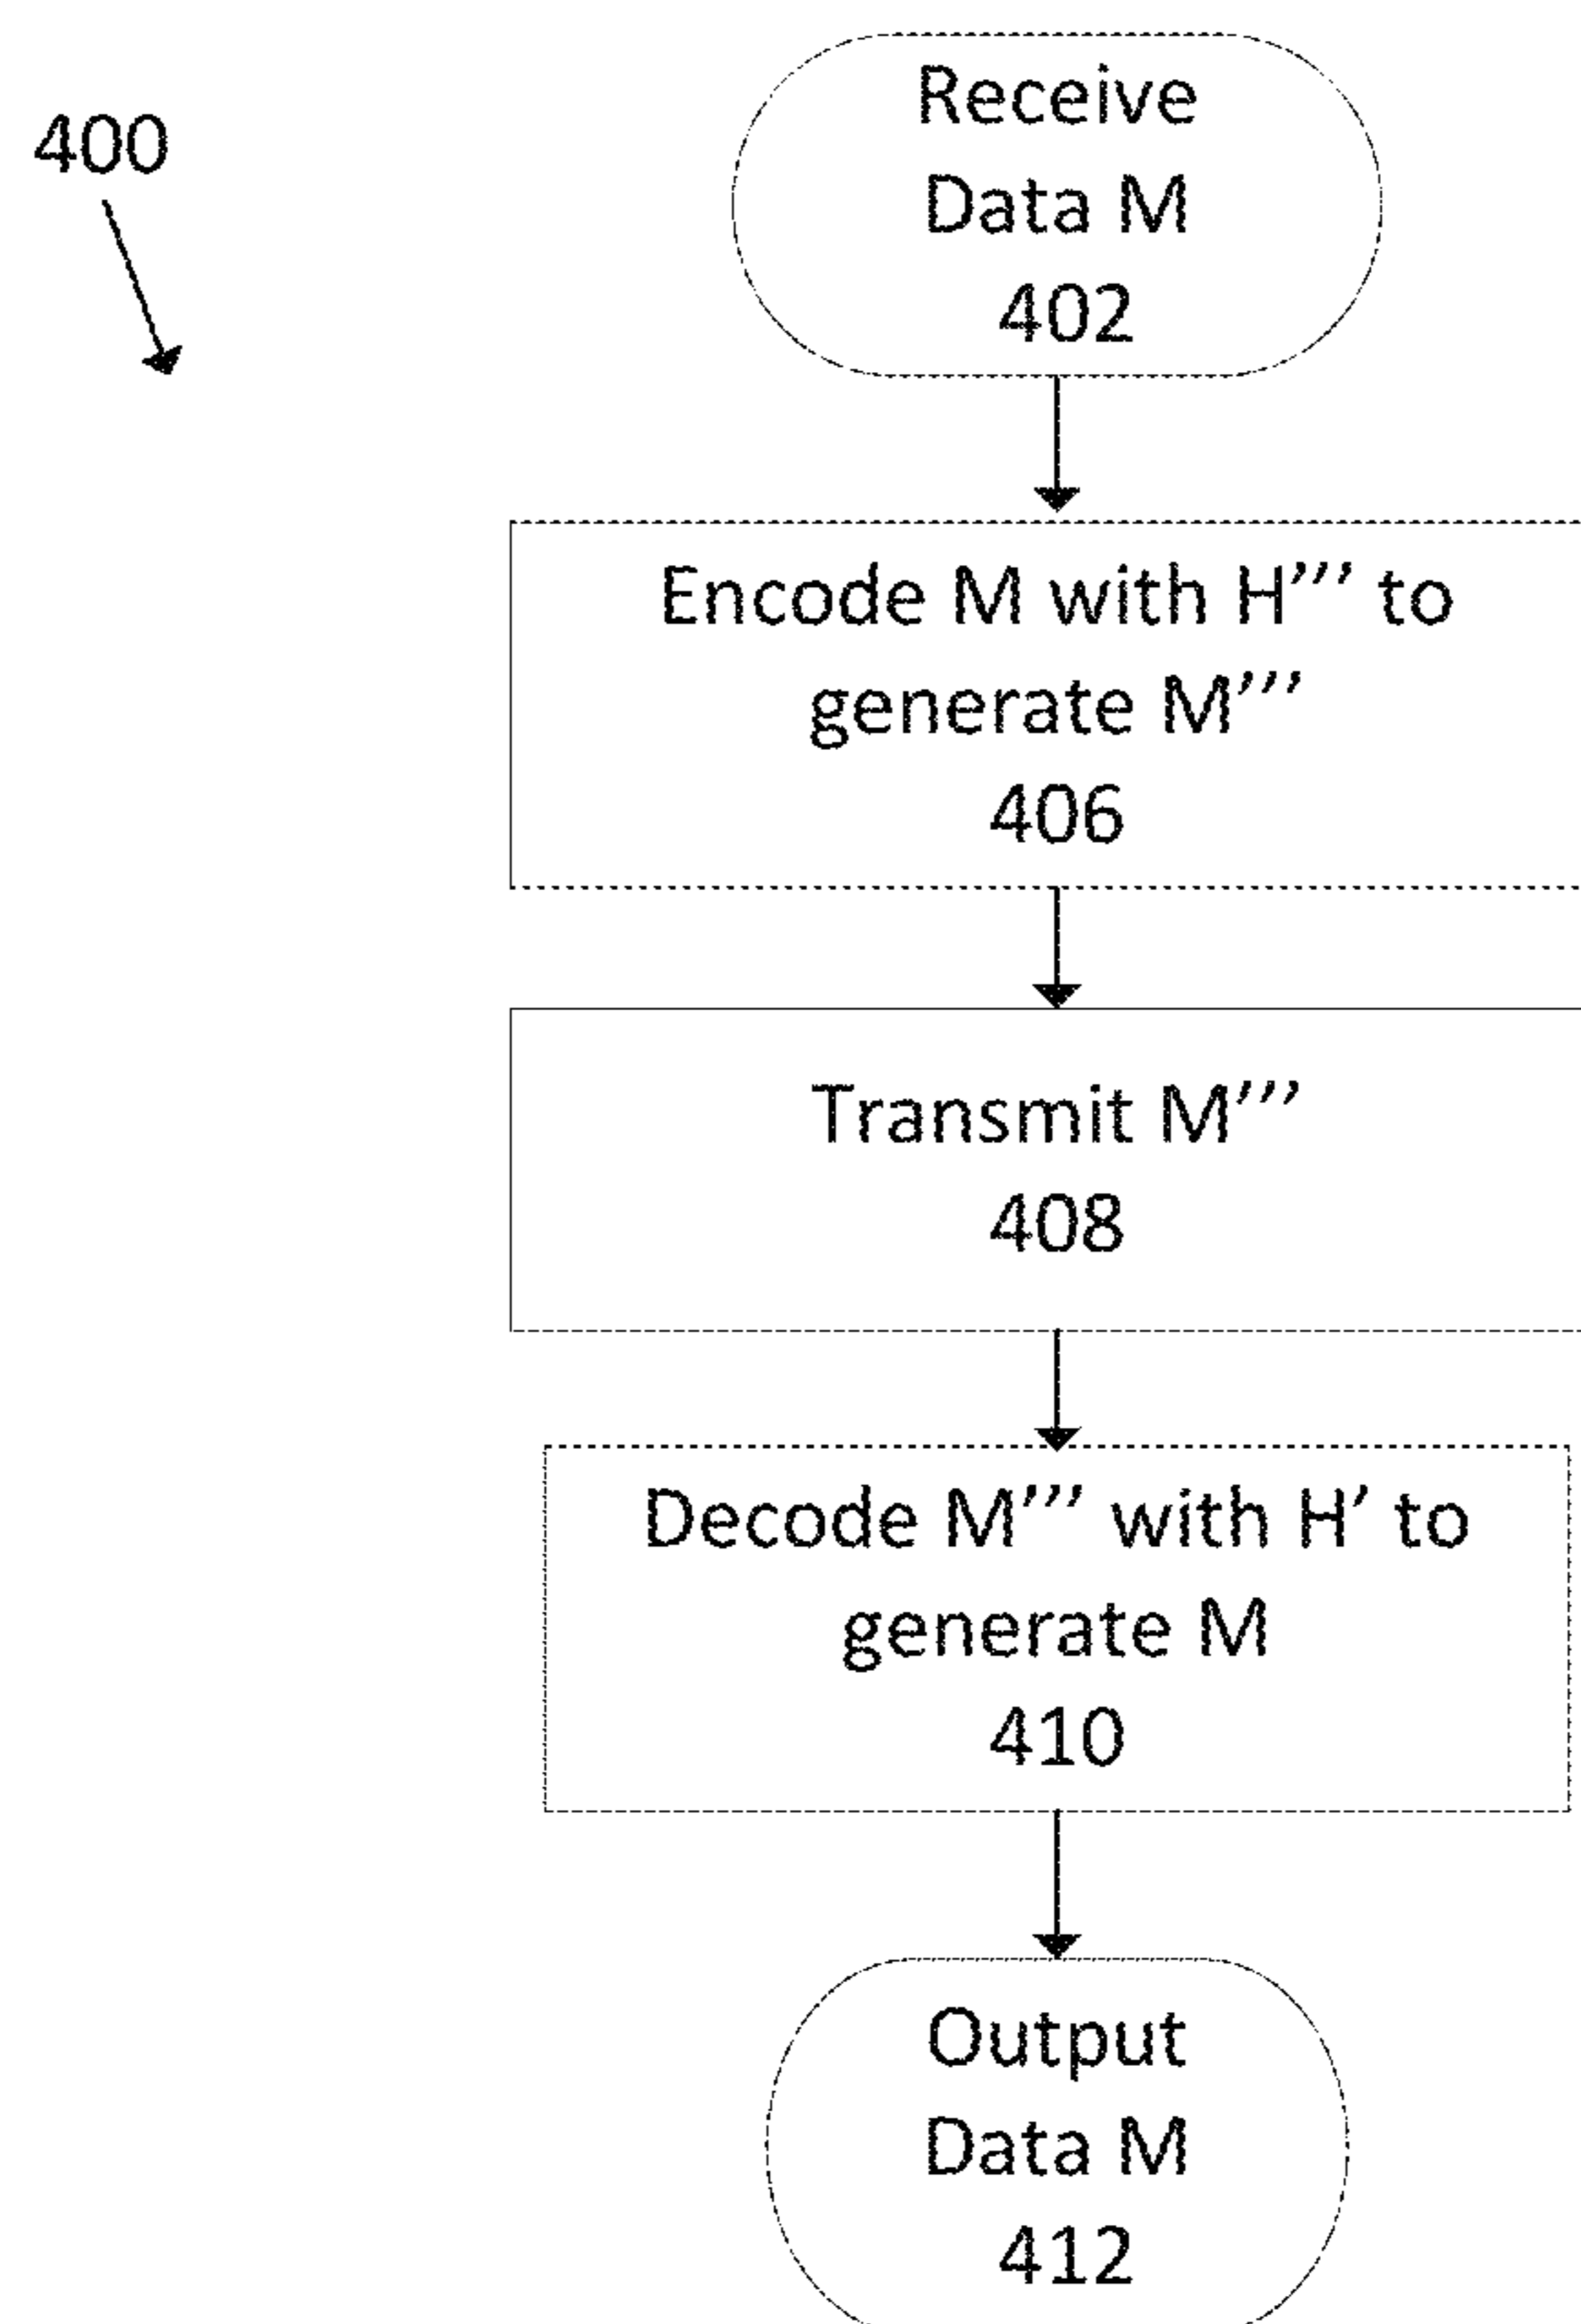 400
Receive
Data M
402
Encode M with H’’’ to
generate M’’’
406
Transmit M’’’
408
Decode M’’’ with H’ to
generate M
410
Output
Data M
412